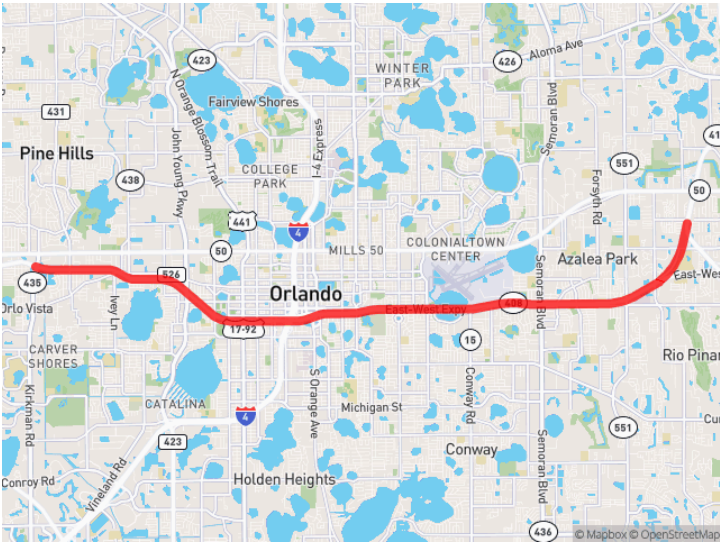 423
WINTER
PARK
426
Aloma Ave
N Orange Blossom Trail
Fairview Shores
Semoran Blvd
431
I-4 Express
John Young Pkwy
41
Pine Hills
COLLEGE
PARK
551
Forsyth Rd
438
50
441
4
50
MILLS 50
COLONIALTOWN
CENTER
Azalea Park
526
435
Orlando
East-Wes
Orlo Vista
Ivey Ln
East-West Expy
408
Semoran Blvd
17-92
15
CARVER
SHORES
Rio Pinar
Kirkman Rd
S Orange Ave
Conway Rd
CATALINA
4
Michigan St
423
551
Cur
Conway
Semoran Blvd
Conroy Rd
Vineland Rd
Holden Heights
436
© Mapbox © OpenStreetMap